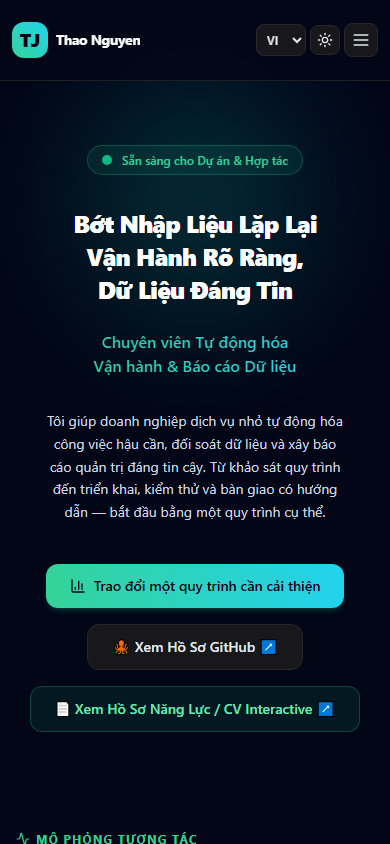 TJ Thao Nguyen VI
Sẵn sàng cho Dự án & Hợp tác
Bớt Nhập Liệu Lặp Lại
Vận Hành Rõ Ràng,
Dữ Liệu Đáng Tin
Chuyên viên Tự động hóa
Vận hành & Báo cáo Dữ liệu
Tôi giúp doanh nghiệp dịch vụ nhỏ tự động hóa
công việc hậu cần, đối soát dữ liệu và xây báo
cáo quản trị đáng tin cậy. Từ khảo sát quy trình
đến triển khai, kiểm thử và bàn giao có hướng
dẫn — bắt đầu bằng một quy trình cụ thể.
Trao đổi một quy trình cần cải thiện
Xem Hồ Sơ GitHub
Xem Hồ Sơ Năng Lực / CV Interactive
MÔ PHỎNG TƯƠNG TÁC